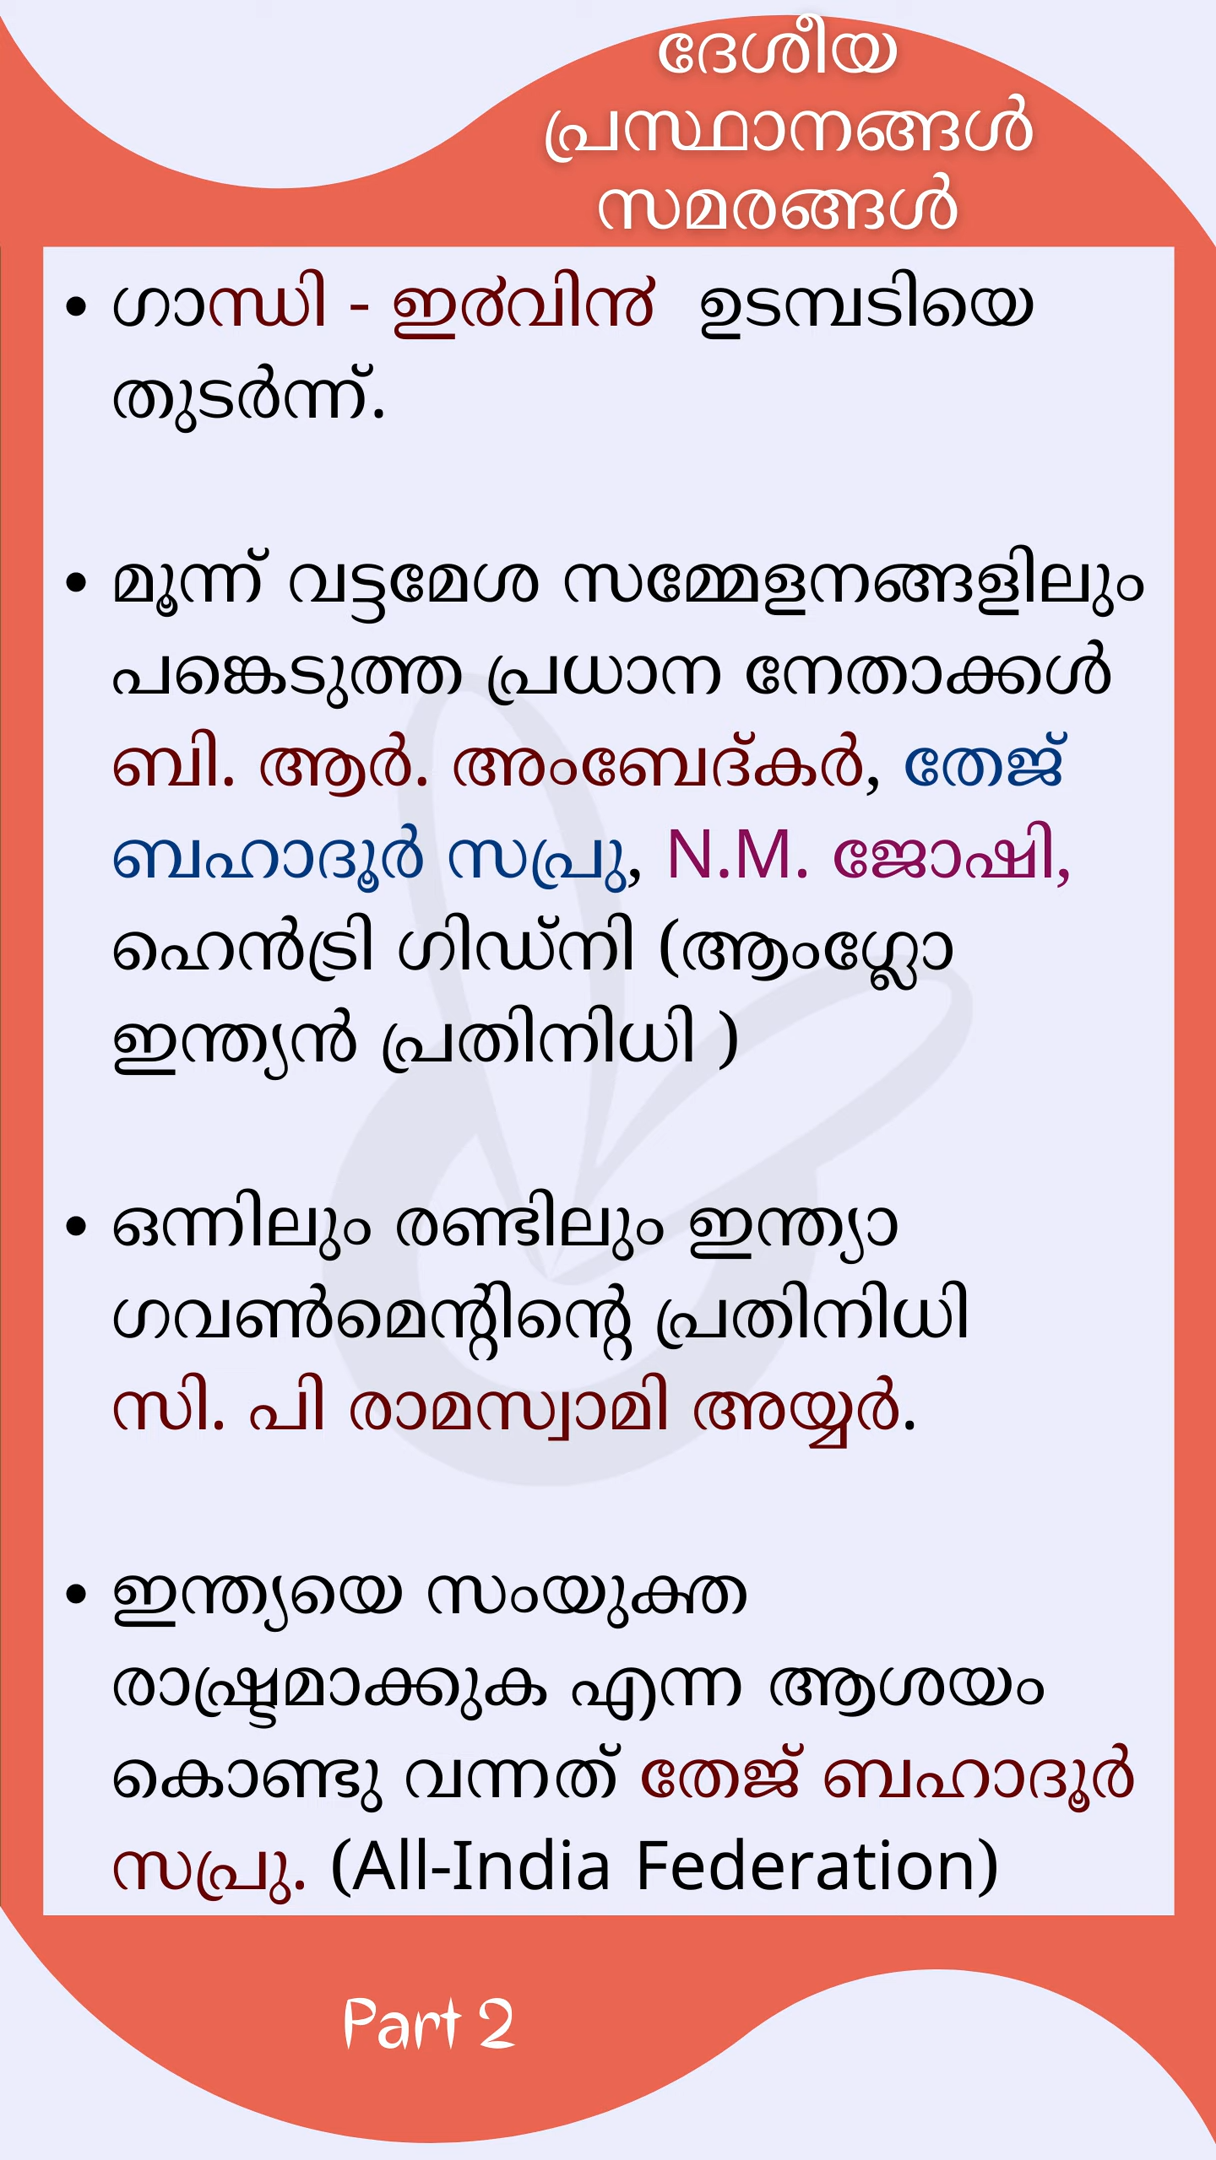 ദേശീയ
പ്രസ്ഥാനങ്ങൾ
സമരങ്ങൾ
• ഗാന്ധി - ഇര്‍വിന്‍ ഉടമ്പടിയെ
തുടർന്ന്.
• മൂന്ന് വട്ടമേശ സമ്മേളനങ്ങളിലും
പങ്കെടുത്ത പ്രധാന നേതാക്കൾ
ബി. ആർ. അംബേദ്കർ, തേജ്
ബഹാദൂർ സപ്രു, N.M. ജോഷി,
ഹെൻട്രി ഗിഡ്നി (ആംഗ്ലോ
ഇന്ത്യൻ പ്രതിനിധി )
• ഒന്നിലും രണ്ടിലും ഇന്ത്യാ
ഗവൺമെന്റിന്റെ പ്രതിനിധി
സി. പി രാമസ്വാമി അയ്യർ.
• ഇന്ത്യയെ സംയുക്ത
രാഷ്ട്രമാക്കുക എന്ന ആശയം
കൊണ്ടു വന്നത് തേജ് ബഹാദൂർ
സപ്രു. (All-India Federation)
Part 2